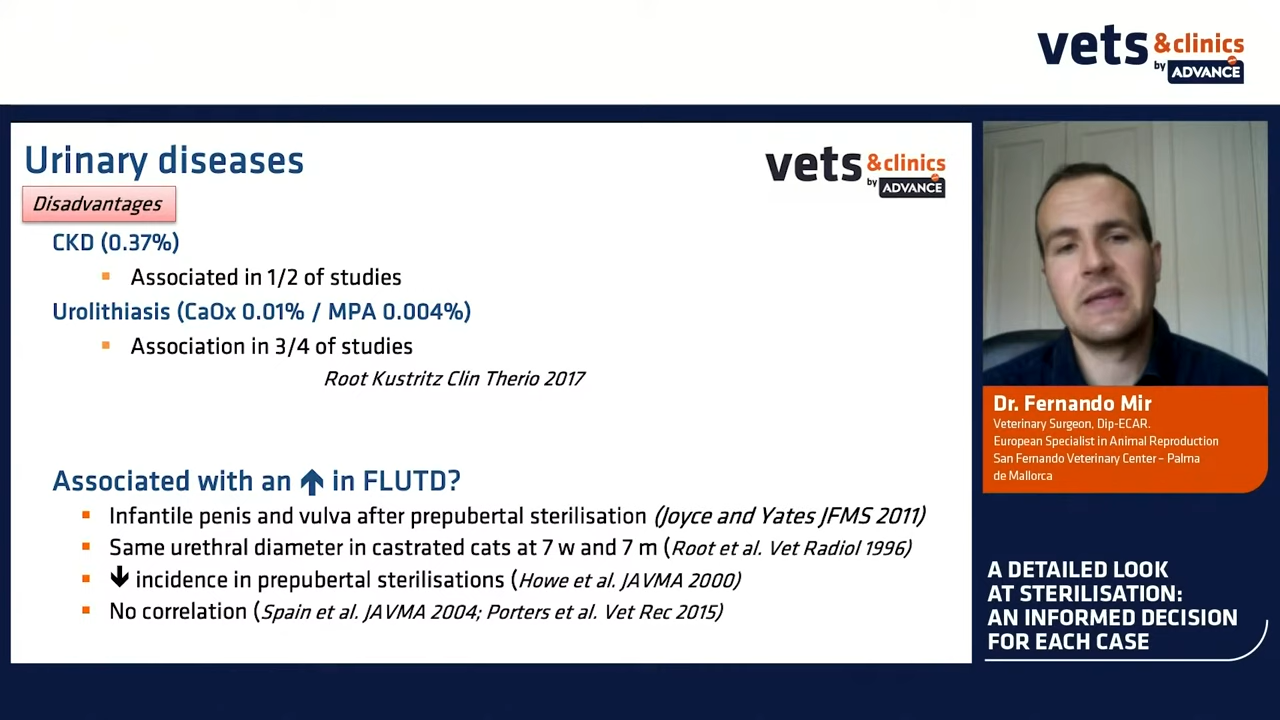 vets & clinics
by ADVANCE
Urinary diseases
vets & clinics
by ADVANCE
Disadvantages
CKD (0.37%)
▪ Associated in 1/2 of studies
Urolithiasis (CaOx 0.01% / MPA 0.004%)
▪ Association in 3/4 of studies
Root Kustritz Clin Therio 2017
Associated with an ↑ in FLUTD?
▪ Infantile penis and vulva after prepubertal sterilisation (Joyce and Yates JFMS 2011)
▪ Same urethral diameter in castrated cats at 7 w and 7 m (Root et al. Vet Radiol 1996)
▪ ↓ incidence in prepubertal sterilisations (Howe et al. JAVMA 2000)
▪ No correlation (Spain et al. JAVMA 2004; Porters et al. Vet Rec 2015)
Dr. Fernando Mir
Veterinary Surgeon, Dip-ECAR.
European Specialist in Animal Reproduction
San Fernando Veterinary Center – Palma
de Mallorca
A DETAILED LOOK
AT STERILISATION:
AN INFORMED DECISION
FOR EACH CASE